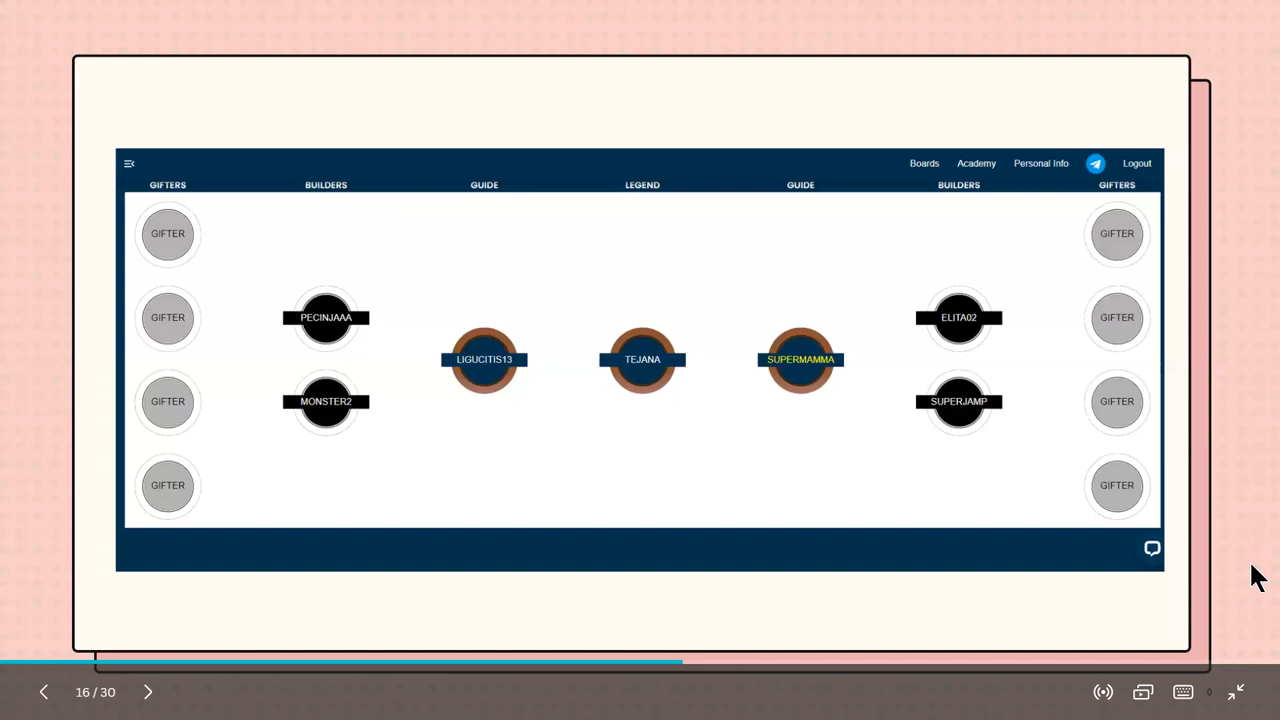 Boards Academy Personal Info Logout
GIFTERS BUILDERS GUIDE LEGEND GUIDE BUILDERS GIFTERS
GIFTER GIFTER
GIFTER PECINJAAA ELITA02 GIFTER
LIGUCITIS13 TEJANA SUPERMAMMA
GIFTER MONSTER2 SUPERJAMP GIFTER
GIFTER GIFTER
16 / 30 0